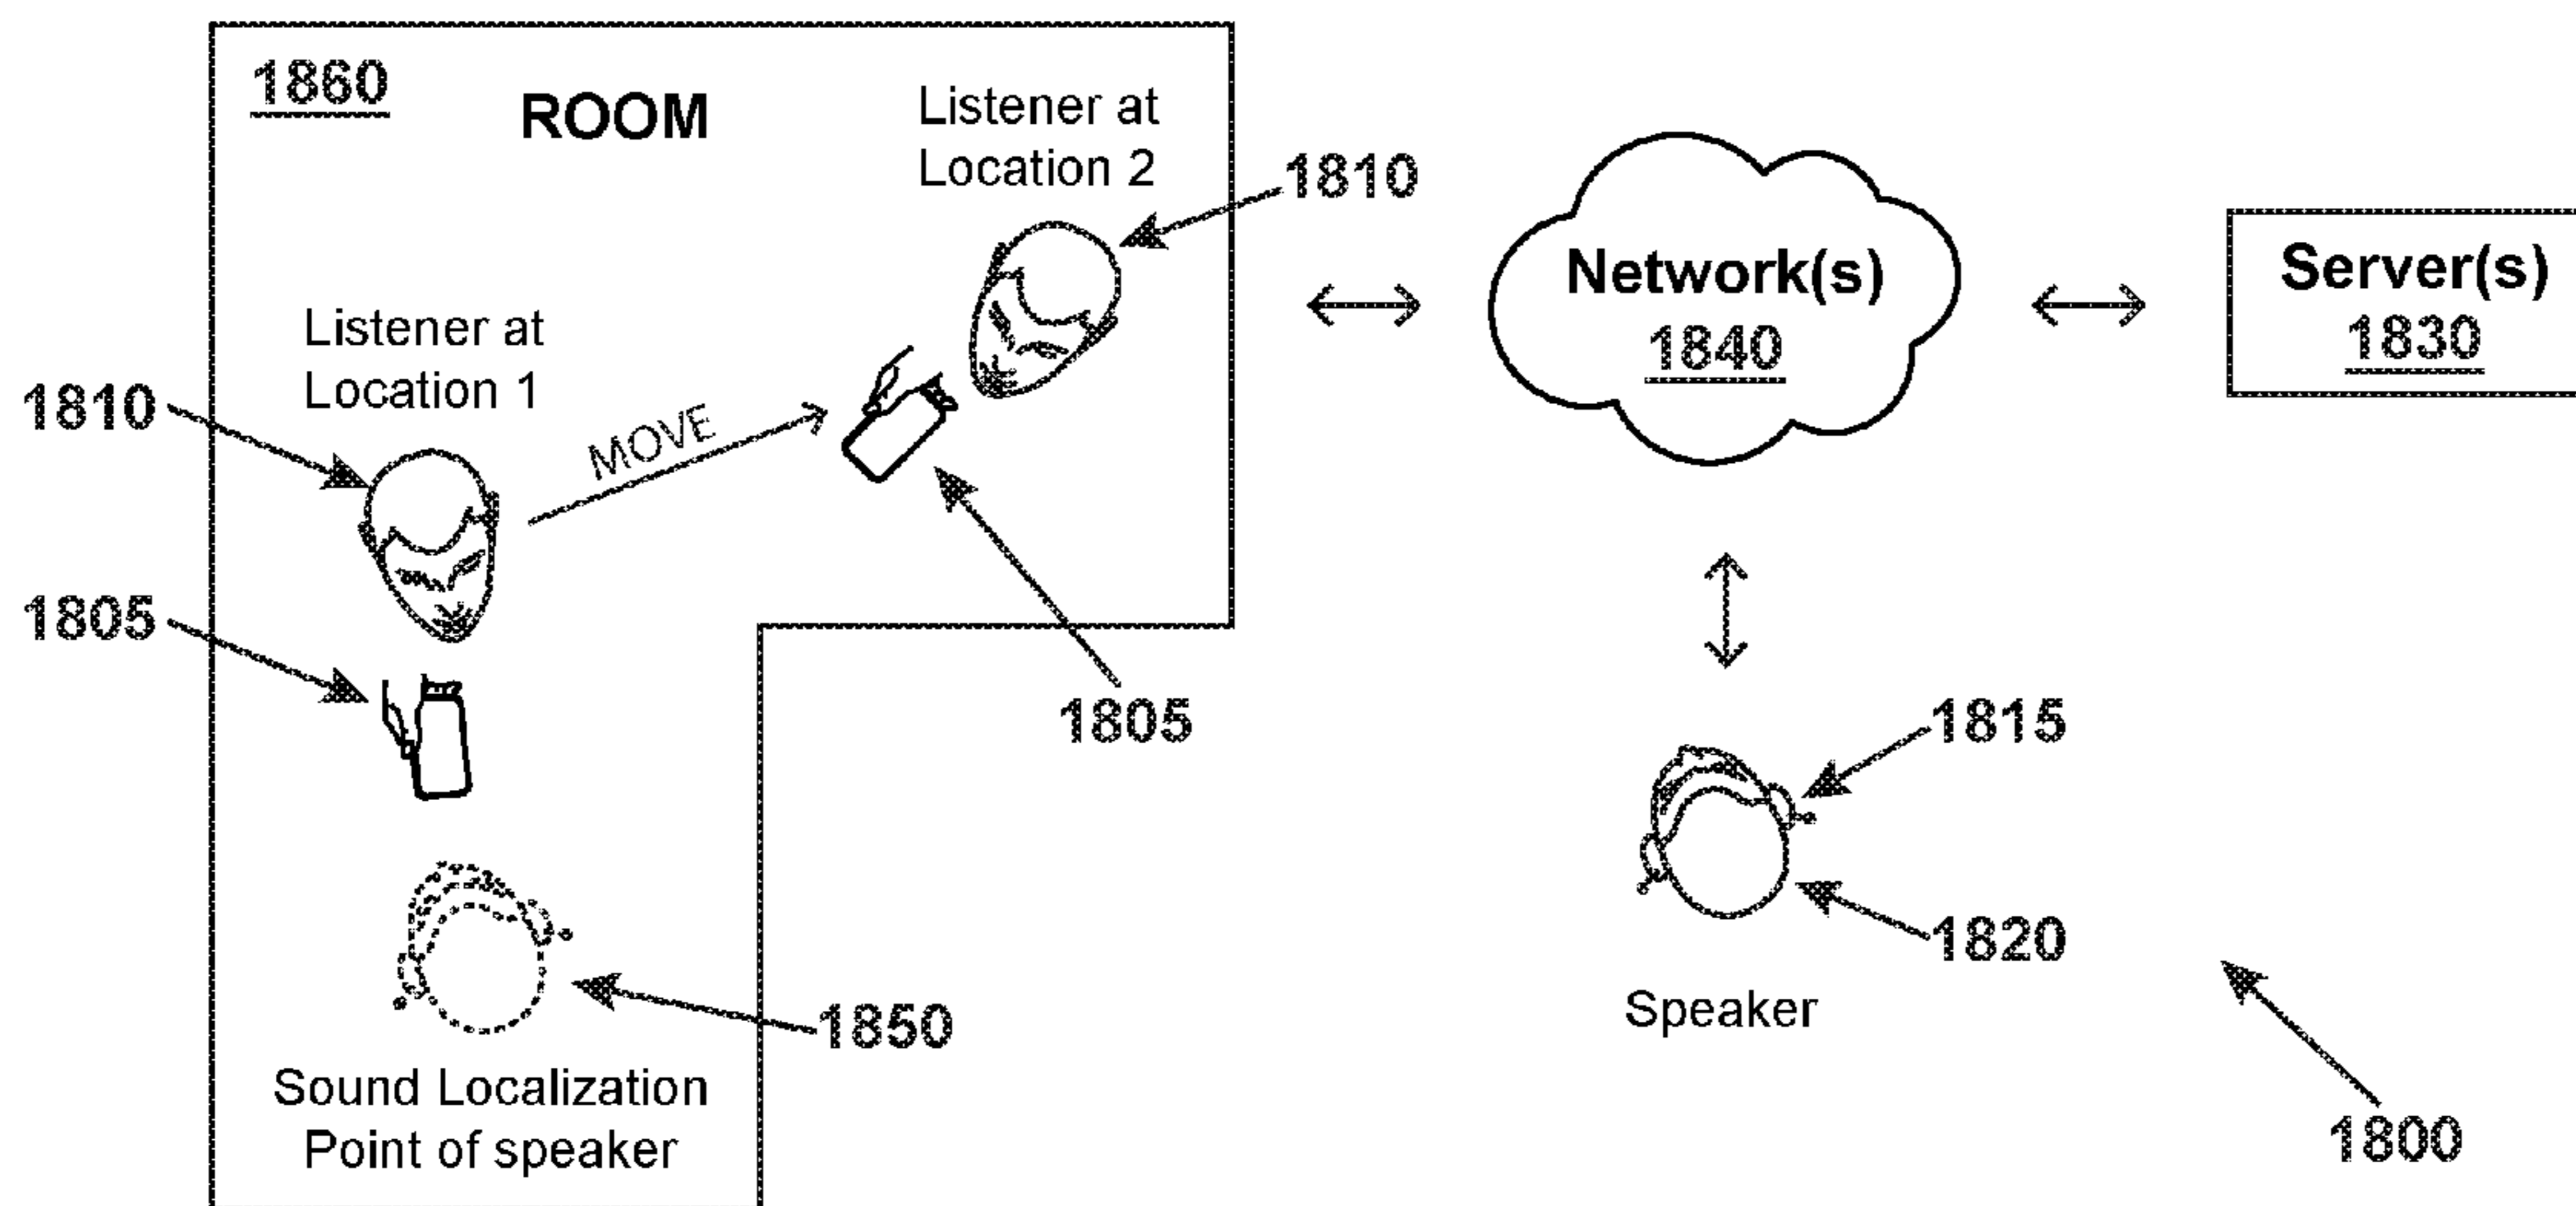 1860
ROOM
Listener at
Location 2
1810
Listener at
Location 1
1810
MOVE
1805
1805
1850
Sound Localization
Point of speaker
Network(s)
1840
Server(s)
1830
1815
1820
Speaker
1800